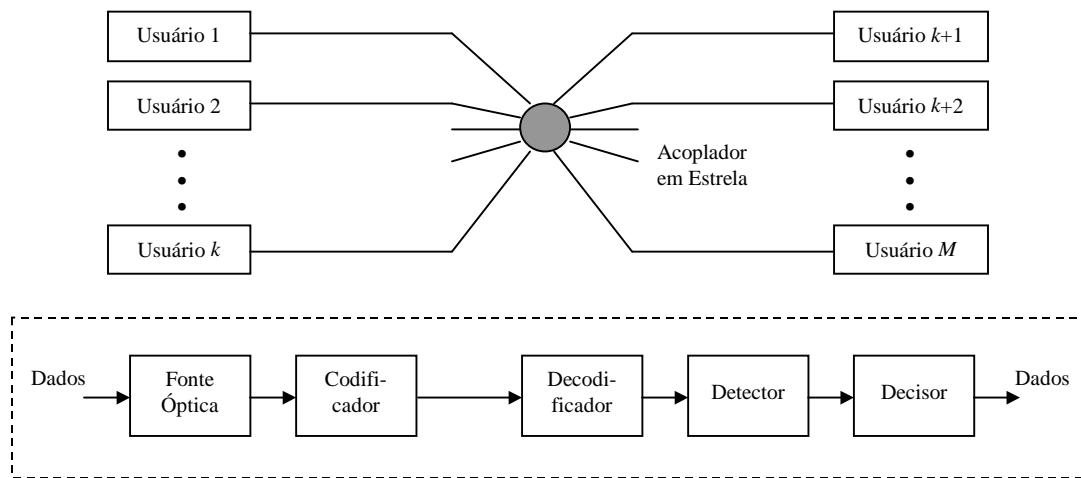 Usuário 1
Usuário k+1
Usuário 2
Usuário k+2
Acoplador
em Estrela
Usuário k
Usuário M
Dados
Fonte
Óptica
Codifi-
cador
Decodi-
ficador
Detector
Decisor
Dados